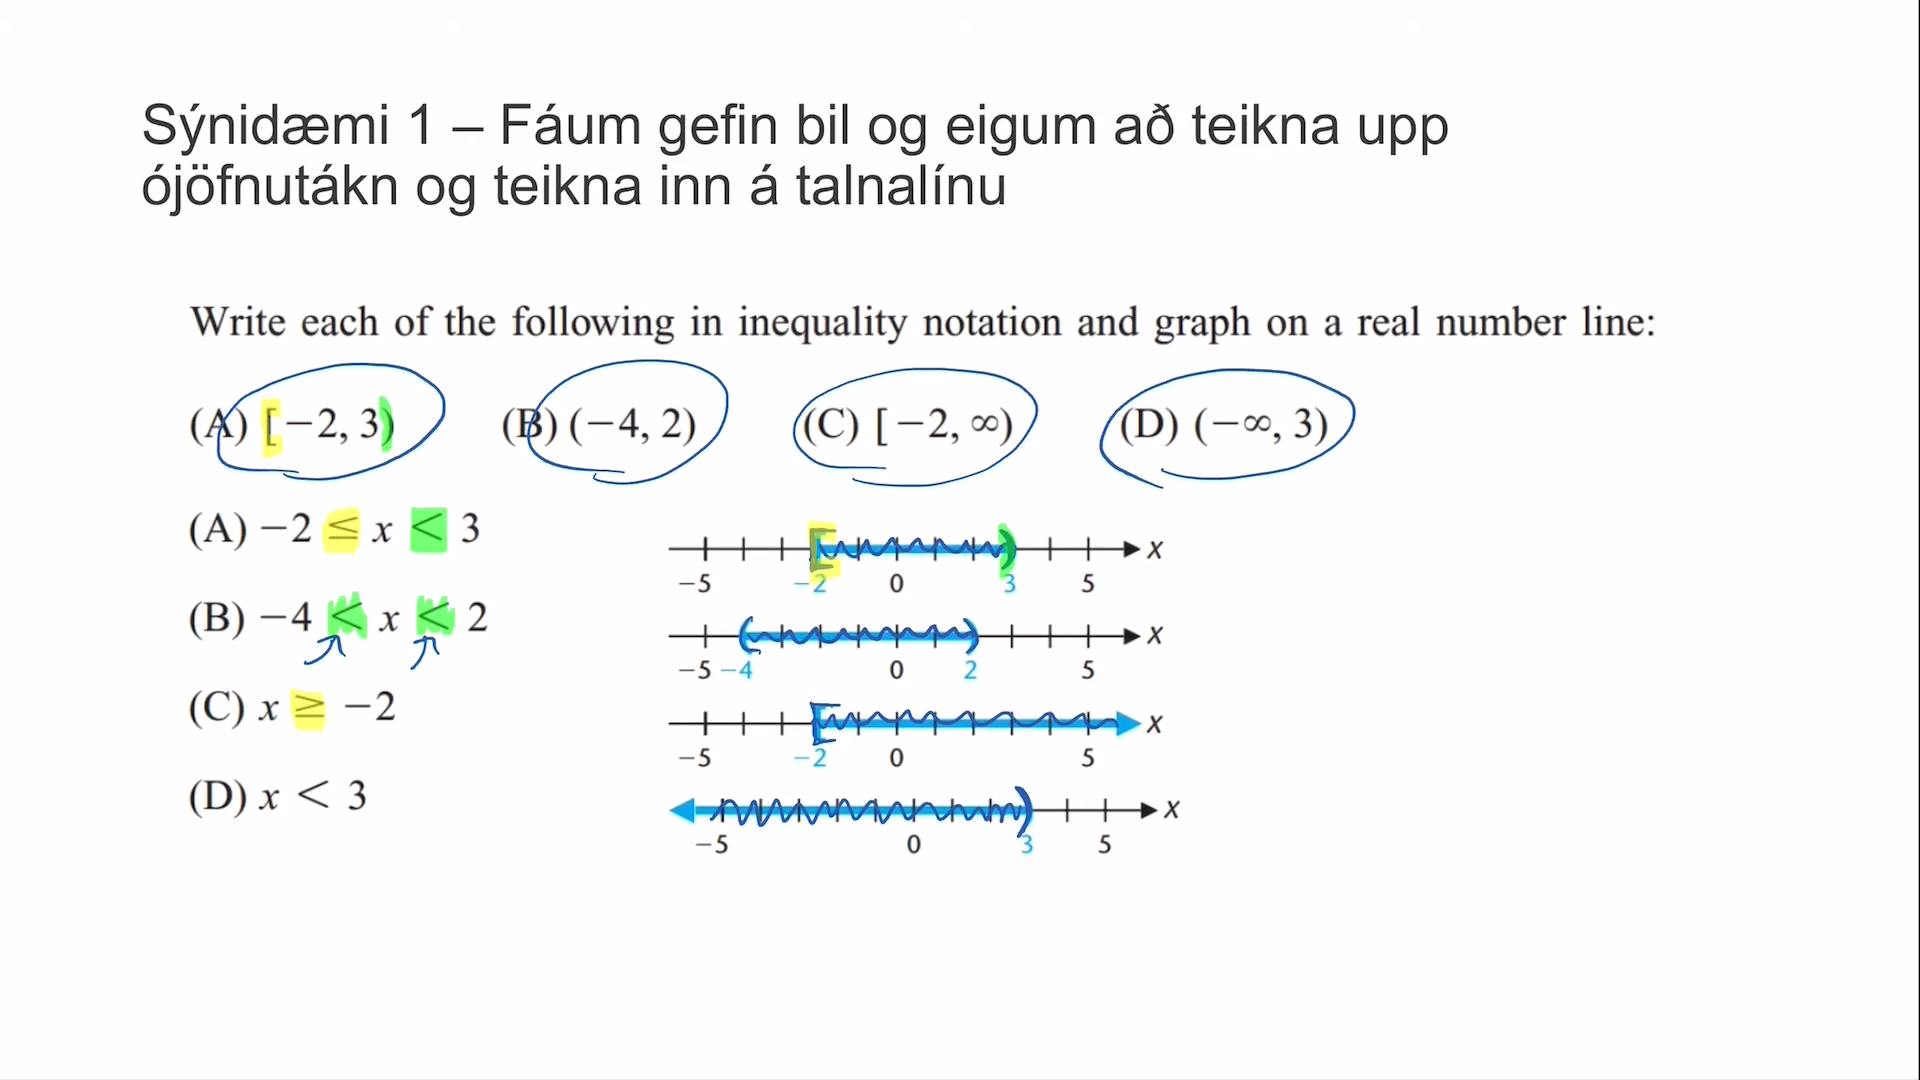 Sýnidæmi 1 – Fáum gefin bil og eigum að teikna upp
ójöfnutákn og teikna inn á talnalínu
Write each of the following in inequality notation and graph on a real number line:
(A) [−2, 3) (B) (−4, 2) (C) [−2, ∞) (D) (−∞, 3)
(A) −2 ≤ x < 3
[ ) x
−5 −2 0 3 5
(B) −4 < x < 2
( ) x
−5 −4 0 2 5
(C) x ≥ −2
[ x
−5 −2 0 5
(D) x < 3
) x
−5 0 3 5